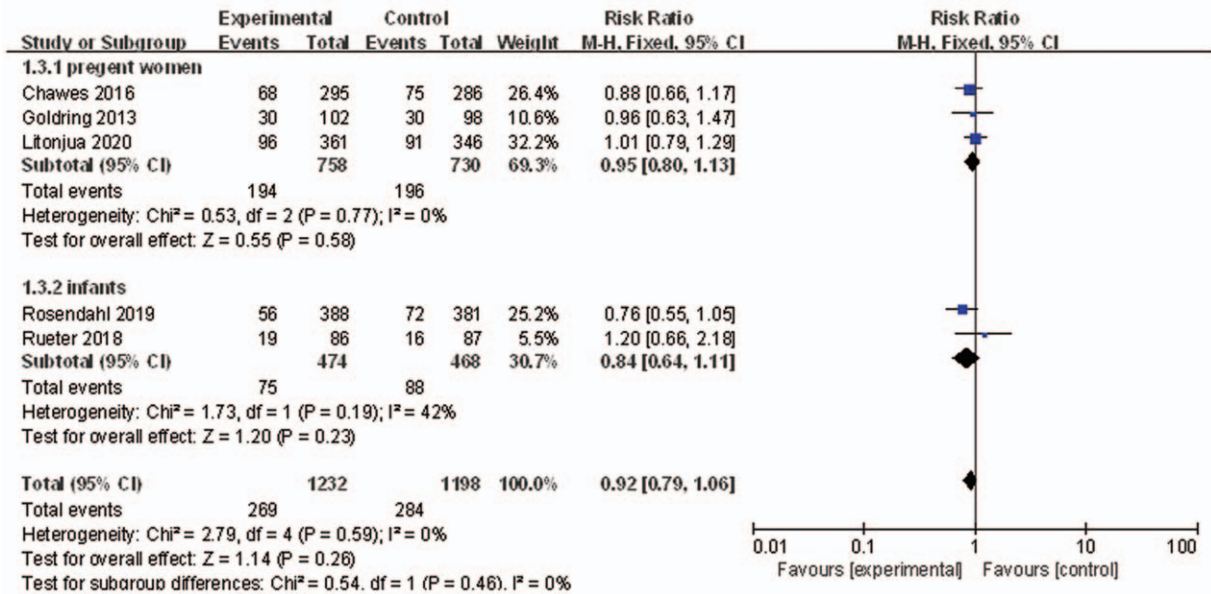 Experimental Control Risk Ratio Risk Ratio
Study or Subgroup Events Total Events Total Weight M-H, Fixed, 95% CI M-H, Fixed, 95% CI
1.3.1 pregent women
Chawes 2016 68 295 75 286 26.4% 0.88 [0.66, 1.17]
Goldring 2013 30 102 30 98 10.6% 0.96 [0.63, 1.47]
Litonjua 2020 96 361 91 346 32.2% 1.01 [0.79, 1.29]
Subtotal (95% CI) 758 730 69.3% 0.95 [0.80, 1.13]
Total events 194 196
Heterogeneity: Chi² = 0.53, df = 2 (P = 0.77); I² = 0%
Test for overall effect: Z = 0.55 (P = 0.58)
1.3.2 infants
Rosendahl 2019 56 388 72 381 25.2% 0.76 [0.55, 1.05]
Rueter 2018 19 86 16 87 5.5% 1.20 [0.66, 2.18]
Subtotal (95% CI) 474 468 30.7% 0.84 [0.64, 1.11]
Total events 75 88
Heterogeneity: Chi² = 1.73, df = 1 (P = 0.19); I² = 42%
Test for overall effect: Z = 1.20 (P = 0.23)
Total (95% CI) 1232 1198 100.0% 0.92 [0.79, 1.06]
Total events 269 284
Heterogeneity: Chi² = 2.79, df = 4 (P = 0.59); I² = 0%
Test for overall effect: Z = 1.14 (P = 0.26)
Test for subgroup differences: Chi² = 0.54, df = 1 (P = 0.46), I² = 0%
0.01 0.1 1 10 100
Favours [experimental] Favours [control]